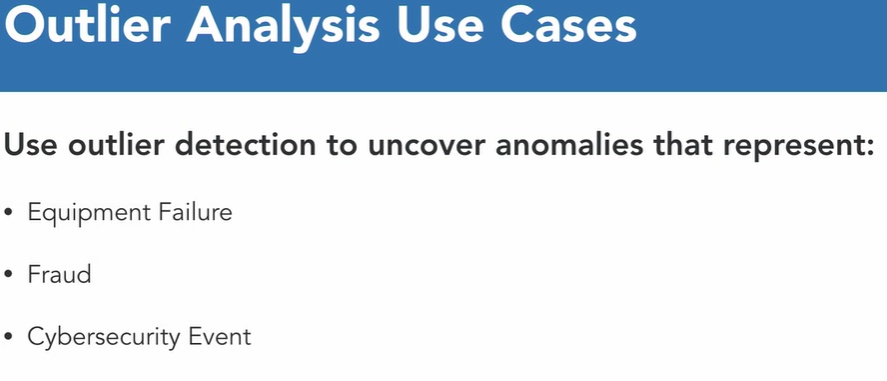 Outlier Analysis Use Cases
Use outlier detection to uncover anomalies that represent:
• Equipment Failure
• Fraud
• Cybersecurity Event